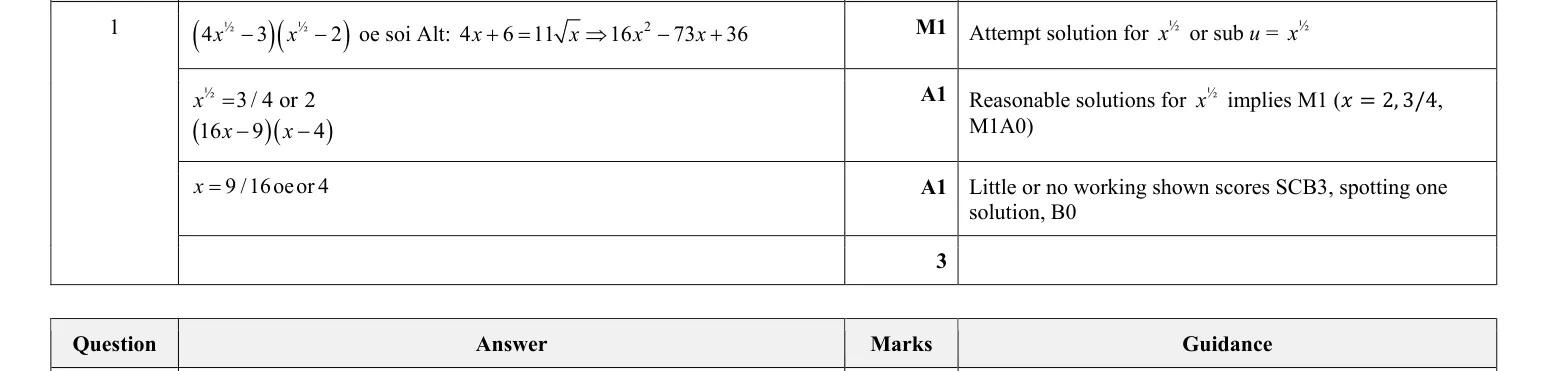 1
(4x^½ − 3)(x^½ − 2) oe soi Alt: 4x + 6 = 11√x ⇒ 16x² − 73x + 36
M1
Attempt solution for x^½ or sub u = x^½
x^½ = 3 / 4 or 2
(16x − 9)(x − 4)
A1
Reasonable solutions for x^½ implies M1 (x = 2, 3/4,
M1A0)
x = 9 / 16 oe or 4
A1
Little or no working shown scores SCB3, spotting one
solution, B0
3
Question Answer Marks Guidance